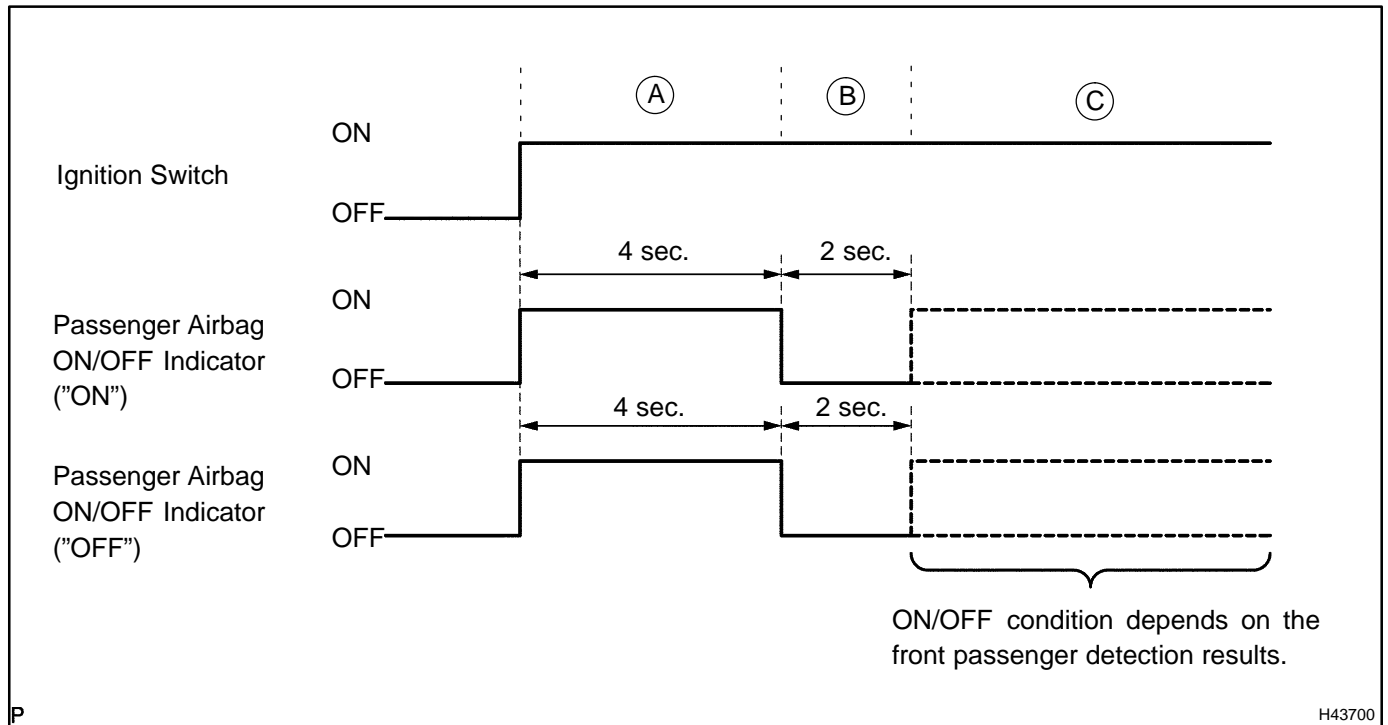 A
B
C
ON
Ignition Switch
OFF
4 sec.
2 sec.
ON
Passenger Airbag
ON/OFF Indicator
(”ON”)
OFF
4 sec.
2 sec.
ON
Passenger Airbag
ON/OFF Indicator
(”OFF”)
OFF
ON/OFF condition depends on the
front passenger detection results.
P
H43700